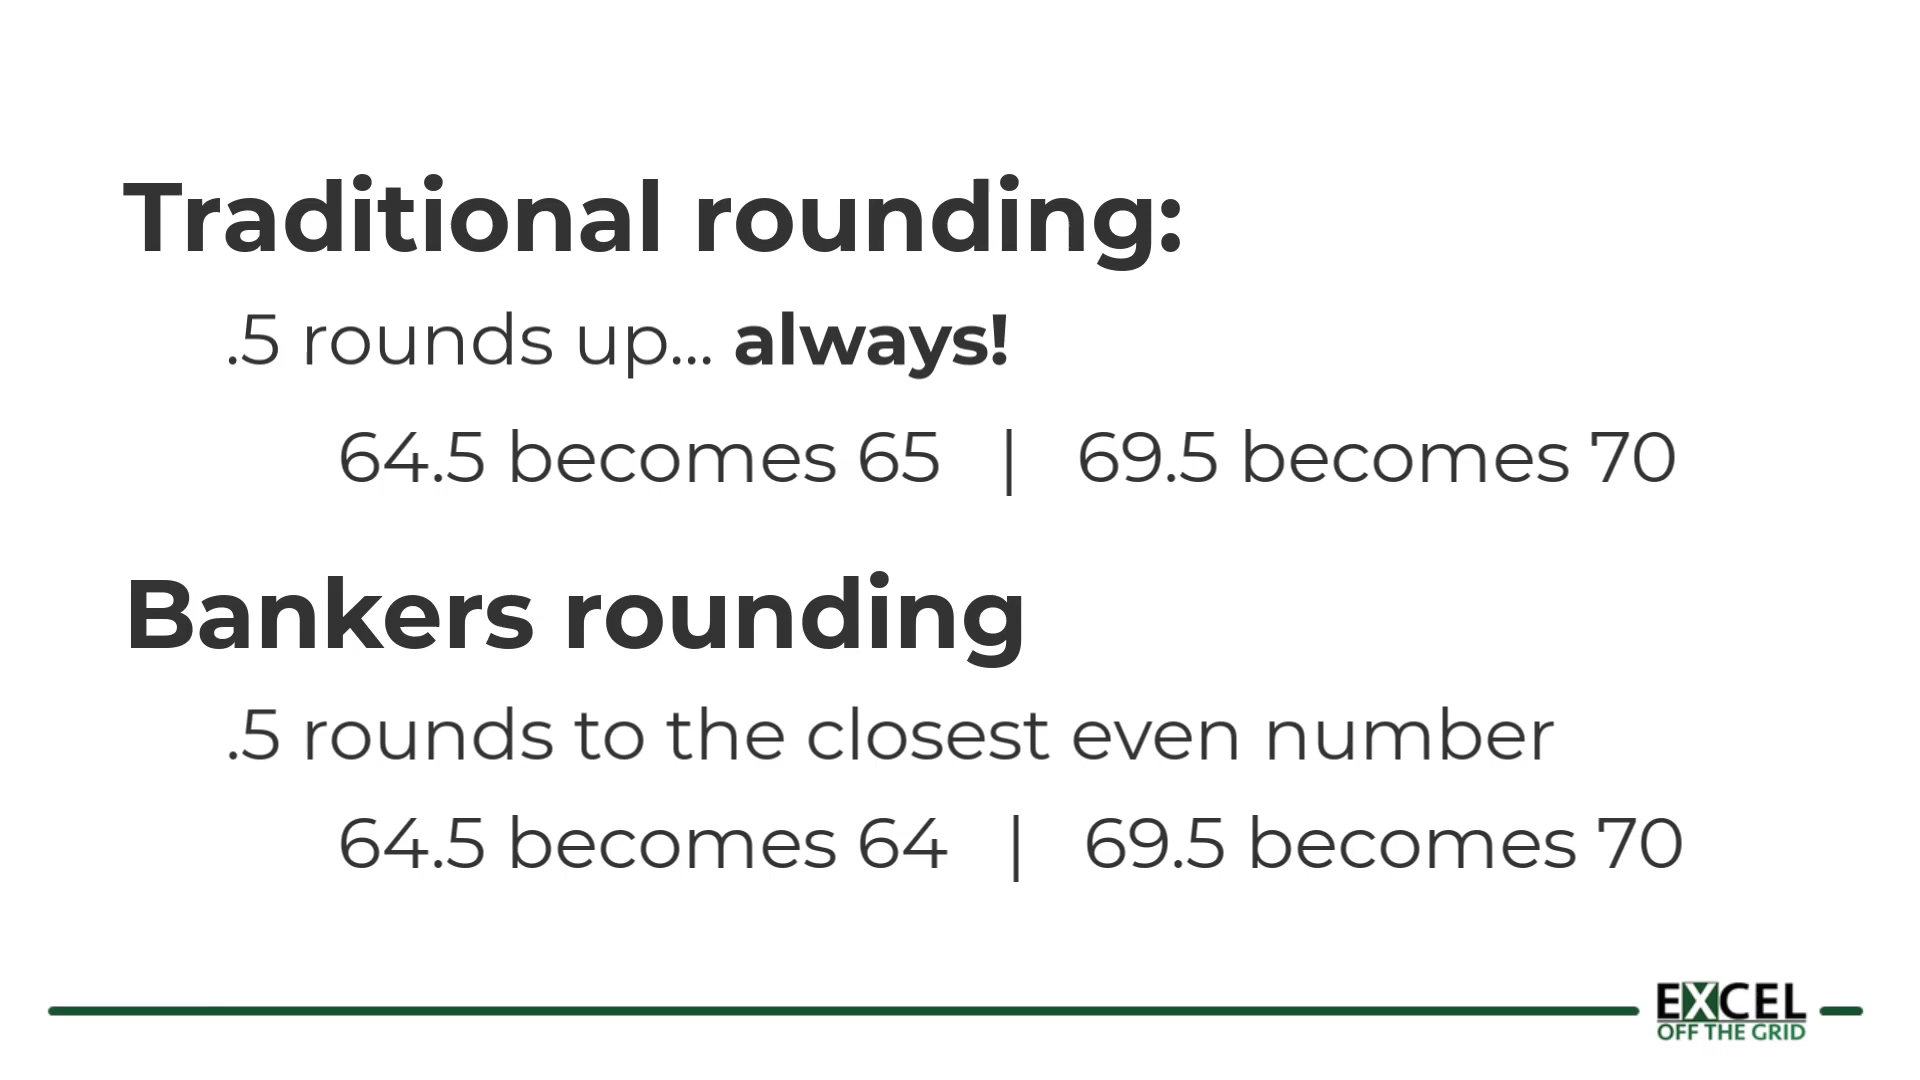 Traditional rounding:
.5 rounds up... always!
64.5 becomes 65 | 69.5 becomes 70
Bankers rounding
.5 rounds to the closest even number
64.5 becomes 64 | 69.5 becomes 70
EXCEL
OFF THE GRID